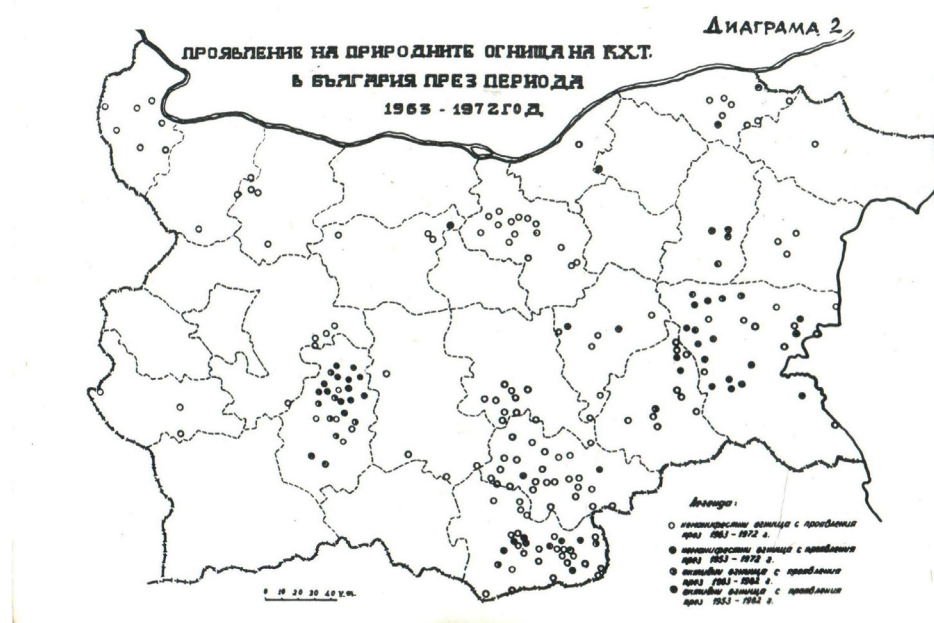 ДИАГРАМА 2
ПРОЯВЛЕНИЕ НА ПРИРОДНИТЕ ОГНИЩА НА К.Х.Т.
В БЪЛГАРИЯ ПРЕЗ ПЕРИОДА
1963 - 1972 ГОД.
Легенда:
неманифестни огнища с проявления
през 1963 - 1972 г.
неманифестни огнища с проявления
през 1953 - 1972 г.
активни огнища с проявления
през 1963 - 1962 г.
активни огнища с проявления
през 1953 - 1962 г.
0 10 20 30 40